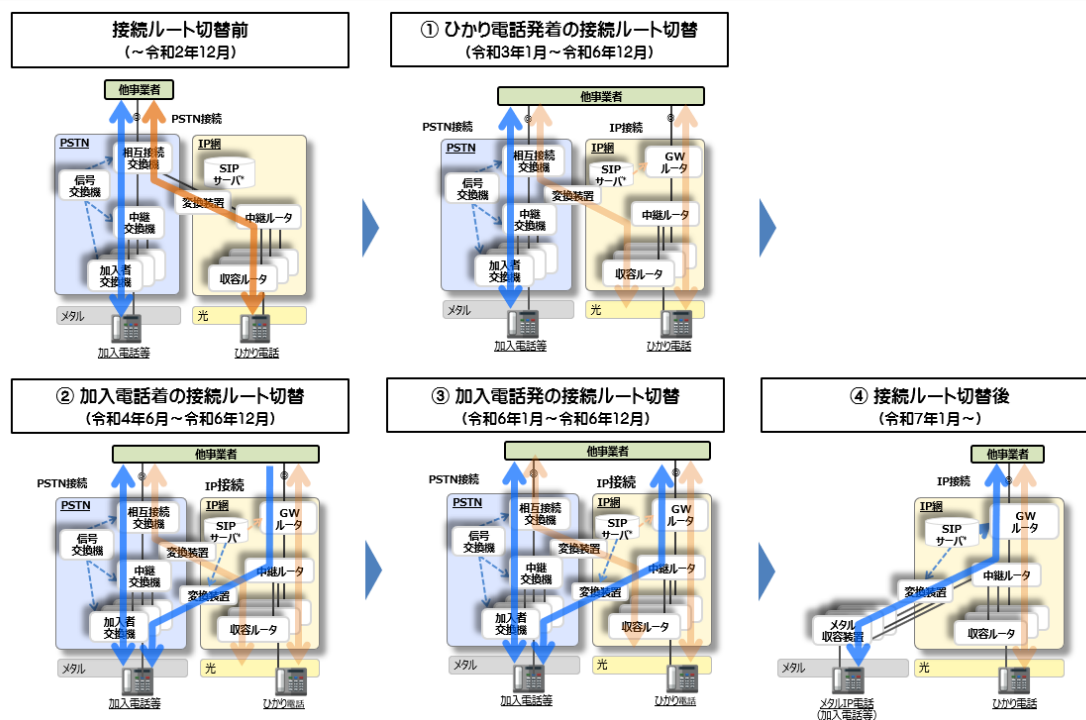 接続ルート切替前
(～令和2年12月)
他事業者
PSTN接続
PSTN
IP網
相互接続
交換機
SIP
サーバ
信号
交換機
変換装置
中継
交換機
中継ルータ
加入者
交換機
収容ルータ
メタル
光
加入電話等
ひかり電話
① ひかり電話発着の接続ルート切替
(令和3年1月～令和6年12月)
他事業者
PSTN接続
IP接続
PSTN
IP網
相互接続
交換機
GW
ルータ
SIP
サーバ
信号
交換機
変換装置
中継
交換機
中継ルータ
加入者
交換機
収容ルータ
メタル
光
加入電話等
ひかり電話
② 加入電話着の接続ルート切替
(令和4年6月～令和6年12月)
他事業者
PSTN接続
IP接続
PSTN
IP網
相互接続
交換機
GW
ルータ
SIP
サーバ
信号
交換機
変換装置
中継
交換機
中継ルータ
変換装置
加入者
交換機
収容ルータ
メタル
光
加入電話等
ひかり電話
③ 加入電話発の接続ルート切替
(令和6年1月～令和6年12月)
他事業者
PSTN接続
IP接続
PSTN
IP網
相互接続
交換機
GW
ルータ
SIP
サーバ
信号
交換機
変換装置
中継
交換機
中継ルータ
変換装置
加入者
交換機
収容ルータ
メタル
光
加入電話等
ひかり電話
④ 接続ルート切替後
(令和7年1月～)
他事業者
IP接続
IP網
GW
ルータ
SIP
サーバ
中継ルータ
変換装置
メタル
収容装置
収容ルータ
メタル
光
メタルIP電話
(加入電話等)
ひかり電話